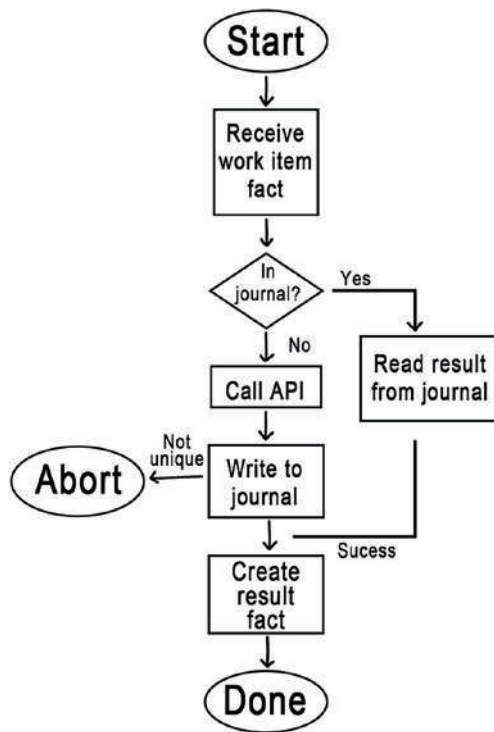 Start
Receive
work item
fact
In
journal?
Yes
No
Read result
from journal
Call API
Not
unique
Abort
Write to
journal
Sucess
Create
result
fact
Done